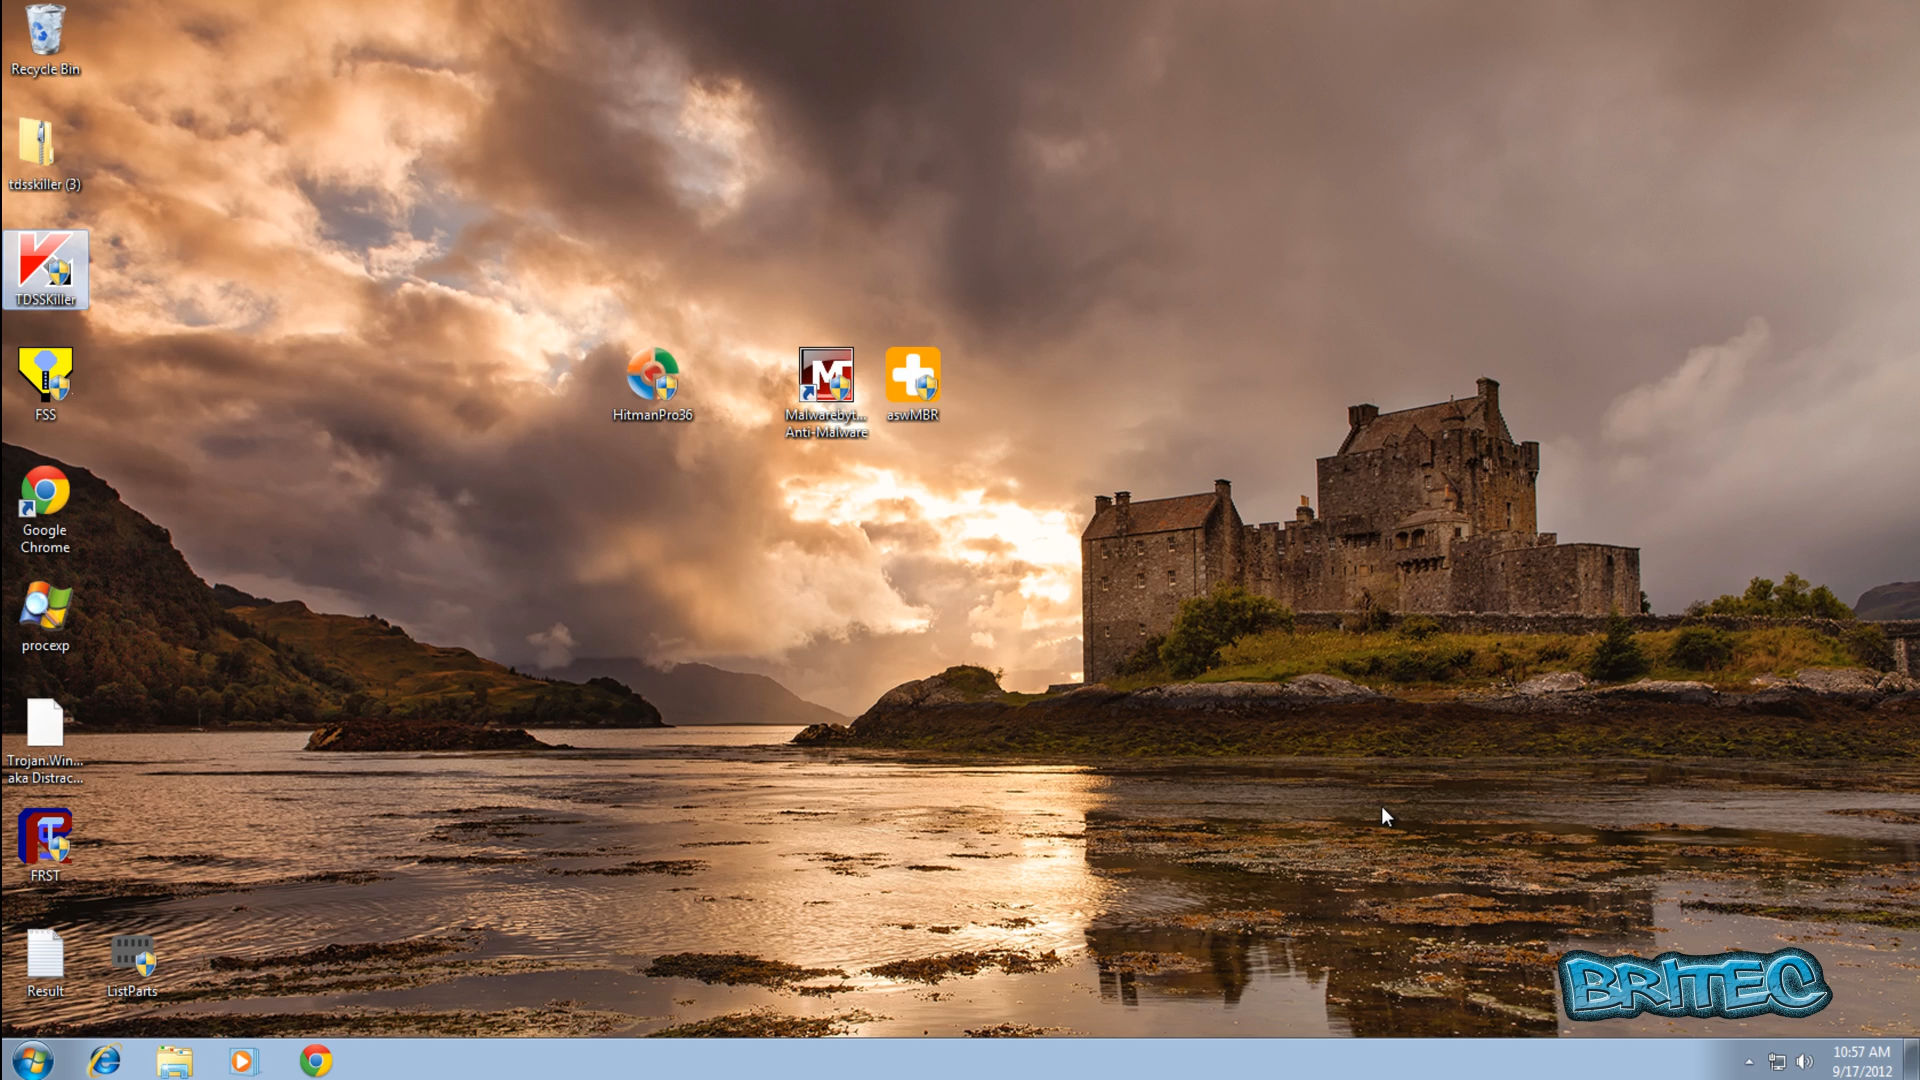 Recycle Bin
tdsskiller (3)
TDSSKiller
FSS
HitmanPro36
Malwarebyt...
Anti-Malware
aswMBR
Google
Chrome
procexp
Trojan.Win...
aka Distrac...
FRST
Result
ListParts
BRITEC
10:57 AM
9/17/2012